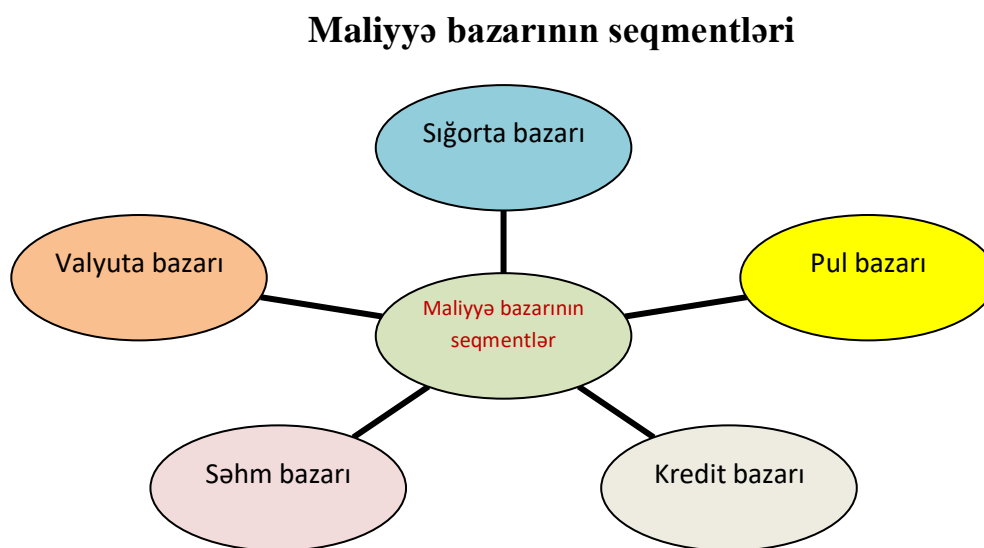 Maliyyə bazarının seqmentləri
Sığorta bazarı
Valyuta bazarı
Pul bazarı
Maliyyə bazarının
seqmentlər
Səhm bazarı
Kredit bazarı